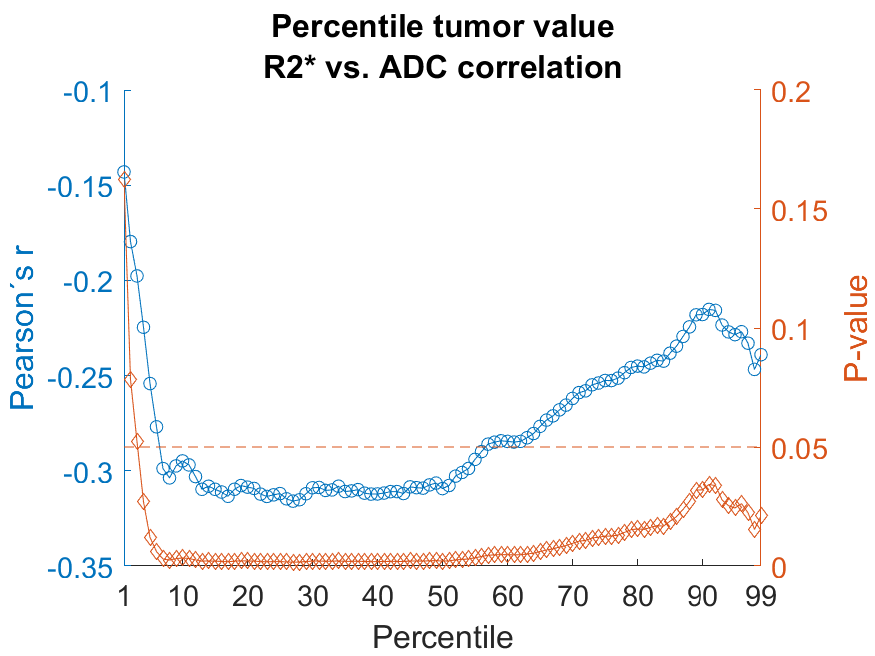 Percentile tumor value
R2* vs. ADC correlation
Pearson´s r
-0.1
-0.15
-0.2
-0.25
-0.3
-0.35
0.2
0.15
0.1
0.05
0
P-value
1 10 20 30 40 50 60 70 80 90 99
Percentile